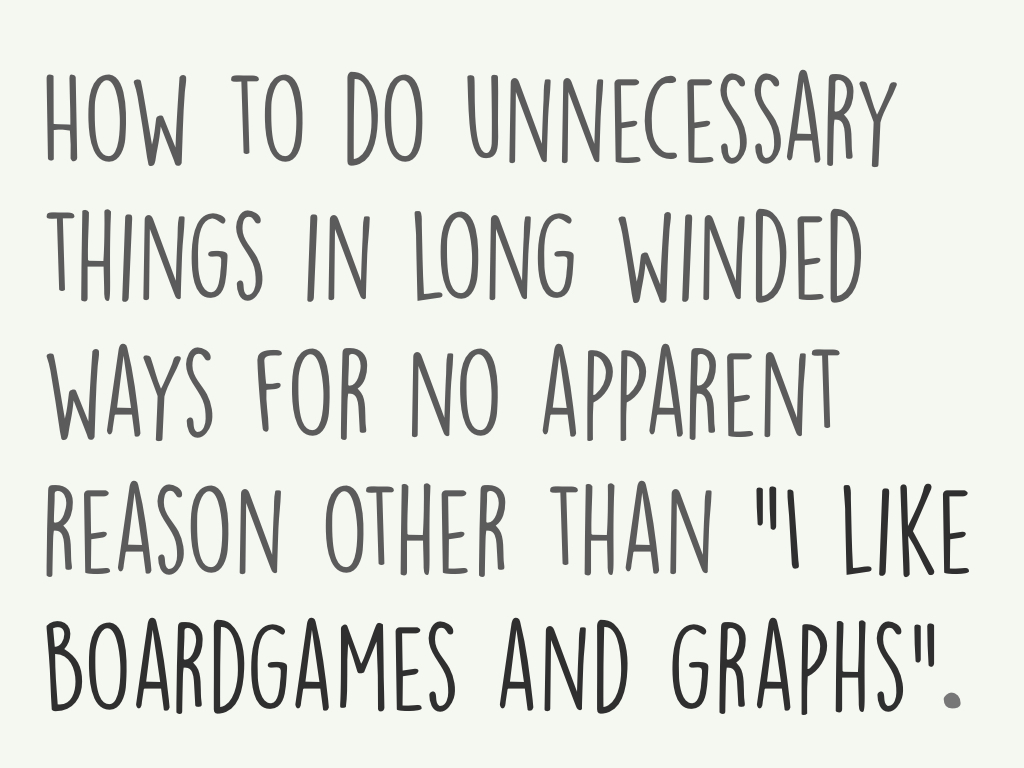 HOW TO DO UNNECESSARY
THINGS IN LONG WINDED
WAYS FOR NO APPARENT
REASON OTHER THAN "I LIKE
BOARDGAMES AND GRAPHS".